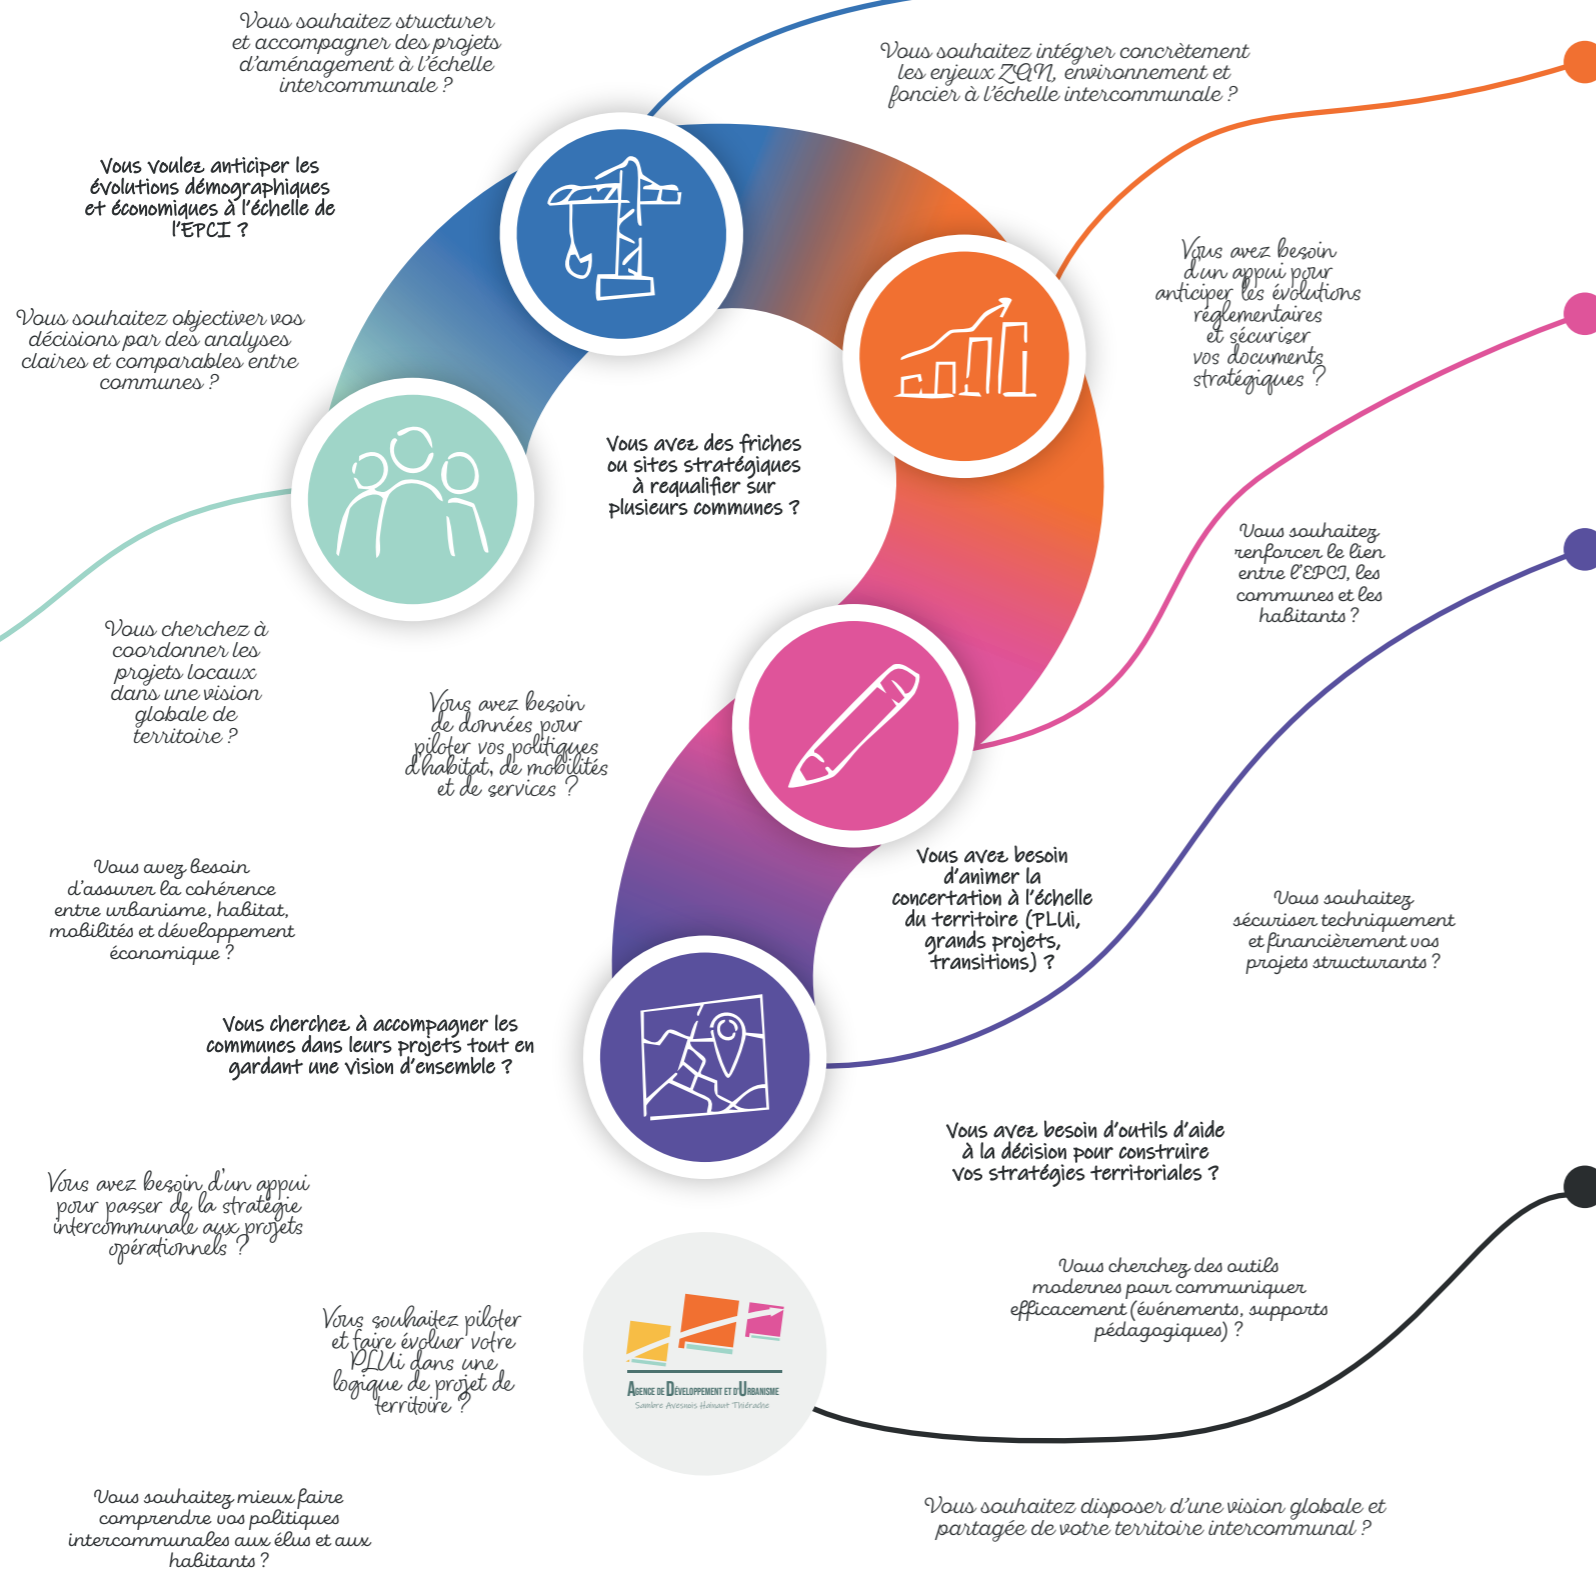 Vous souhaitez structurer
et accompagner des projets
d'aménagement à l'échelle
intercommunale ?
Vous souhaitez intégrer concrètement
les enjeux ZAN, environnement et
foncier à l'échelle intercommunale ?
Vous voulez anticiper les
évolutions démographiques
et économiques à l'échelle de
l'EPCI ?
Vous avez besoin
d'un appui pour
anticiper les évolutions
réglementaires
et sécuriser
vos documents
stratégiques ?
Vous souhaitez objectiver vos
décisions par des analyses
claires et comparables entre
communes ?
Vous avez des friches
ou sites stratégiques
à requalifier sur
plusieurs communes ?
Vous souhaitez
renforcer le lien
entre l'EPCI, les
communes et les
habitants ?
Vous cherchez à
coordonner les
projets locaux
dans une vision
globale de
territoire ?
Vous avez besoin
de données pour
piloter vos politiques
d'habitat, de mobilités
et de services ?
Vous avez besoin
d'assurer la cohérence
entre urbanisme, habitat,
mobilités et développement
économique ?
Vous avez besoin
d'animer la
concertation à l'échelle
du territoire (PLUi,
grands projets,
transitions) ?
Vous souhaitez
sécuriser techniquement
et financièrement vos
projets structurants ?
Vous cherchez à accompagner les
communes dans leurs projets tout en
gardant une vision d'ensemble ?
Vous avez besoin d'outils d'aide
à la décision pour construire
vos stratégies territoriales ?
Vous avez besoin d'un appui
pour passer de la stratégie
intercommunale aux projets
opérationnels ?
Vous cherchez des outils
modernes pour communiquer
efficacement (événements, supports
pédagogiques) ?
Vous souhaitez piloter
et faire évoluer votre
PLUi dans une
logique de projet de
territoire ?
Agence de Développement et d'Urbanisme
Sambre Avesnois Hainaut Thiérache
Vous souhaitez mieux faire
comprendre vos politiques
intercommunales aux élus et aux
habitants ?
Vous souhaitez disposer d'une vision globale et
partagée de votre territoire intercommunal ?